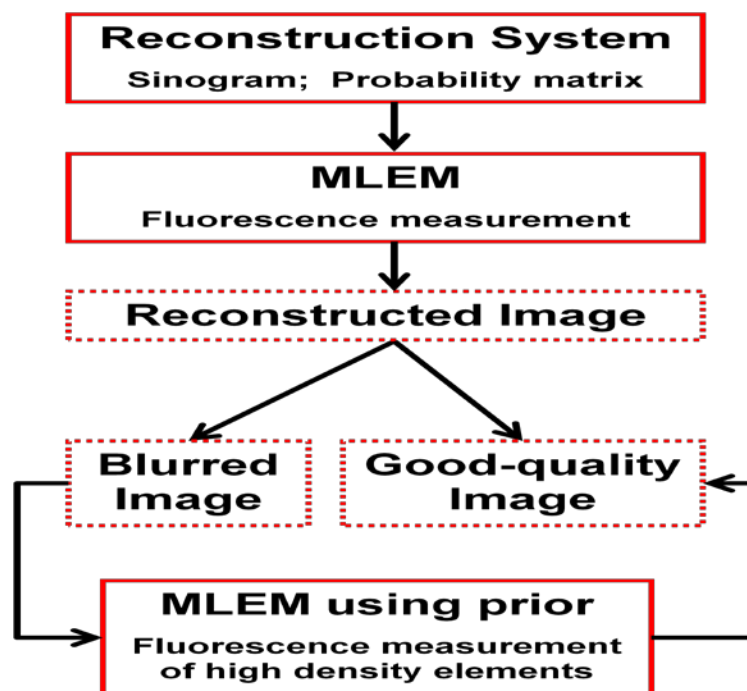 Reconstruction System
Sinogram; Probability matrix
MLEM
Fluorescence measurement
Reconstructed Image
Blurred
Image
Good-quality
Image
MLEM using prior
Fluorescence measurement
of high density elements